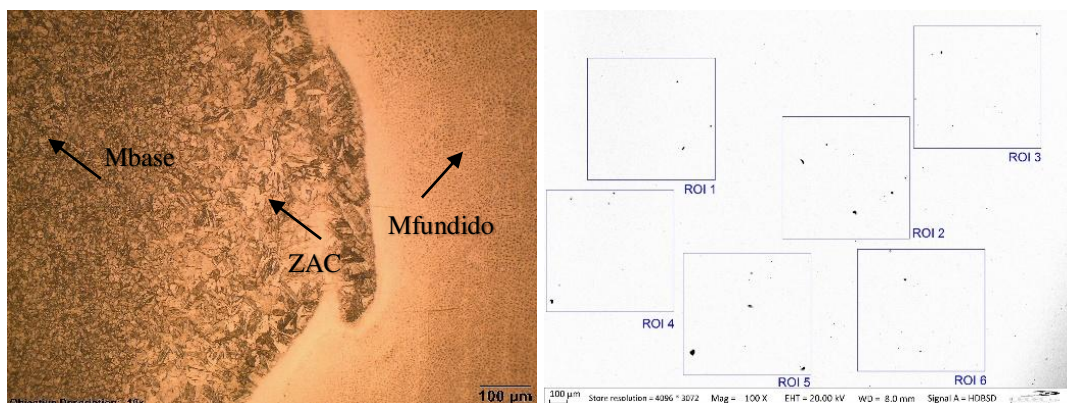 Mbase
Mfundido
ZAC
100 µm
ROI 1
ROI 2
ROI 3
ROI 4
ROI 5
ROI 6
100 µm Store resolution = 4096 * 3072 Mag = 100 X EHT = 20.00 kV WD = 8.0 mm Signal A = HDBSD